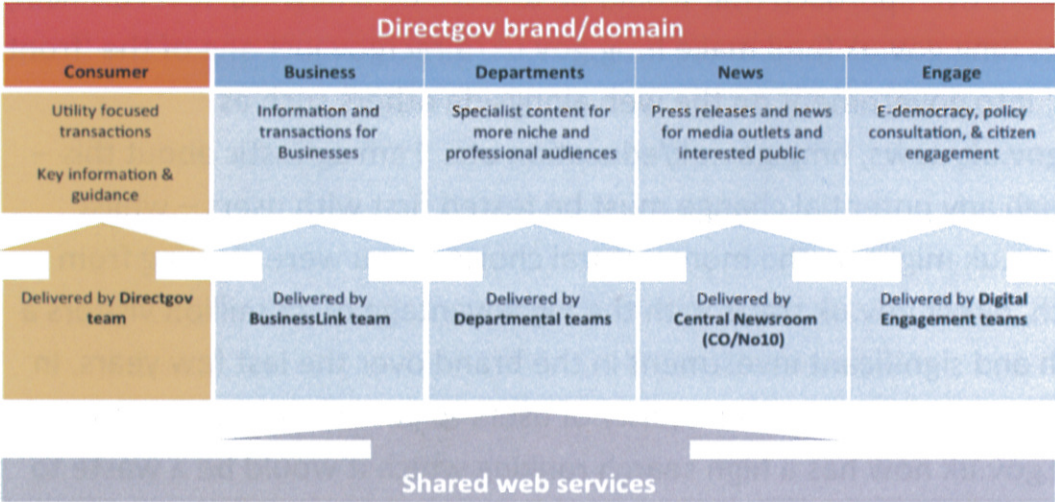 Directgov brand/domain
Consumer
Business
Departments
News
Engage
Utility focused
transactions
Key information &
guidance
Information and
transactions for
Businesses
Specialist content for
more niche and
professional audiences
Press releases and news
for media outlets and
interested public
E-democracy, policy
consultation, & citizen
engagement
Delivered by Directgov
team
Delivered by
BusinessLink team
Delivered by
Departmental teams
Delivered by
Central Newsroom
(CO/No10)
Delivered by Digital
Engagement teams
Shared web services